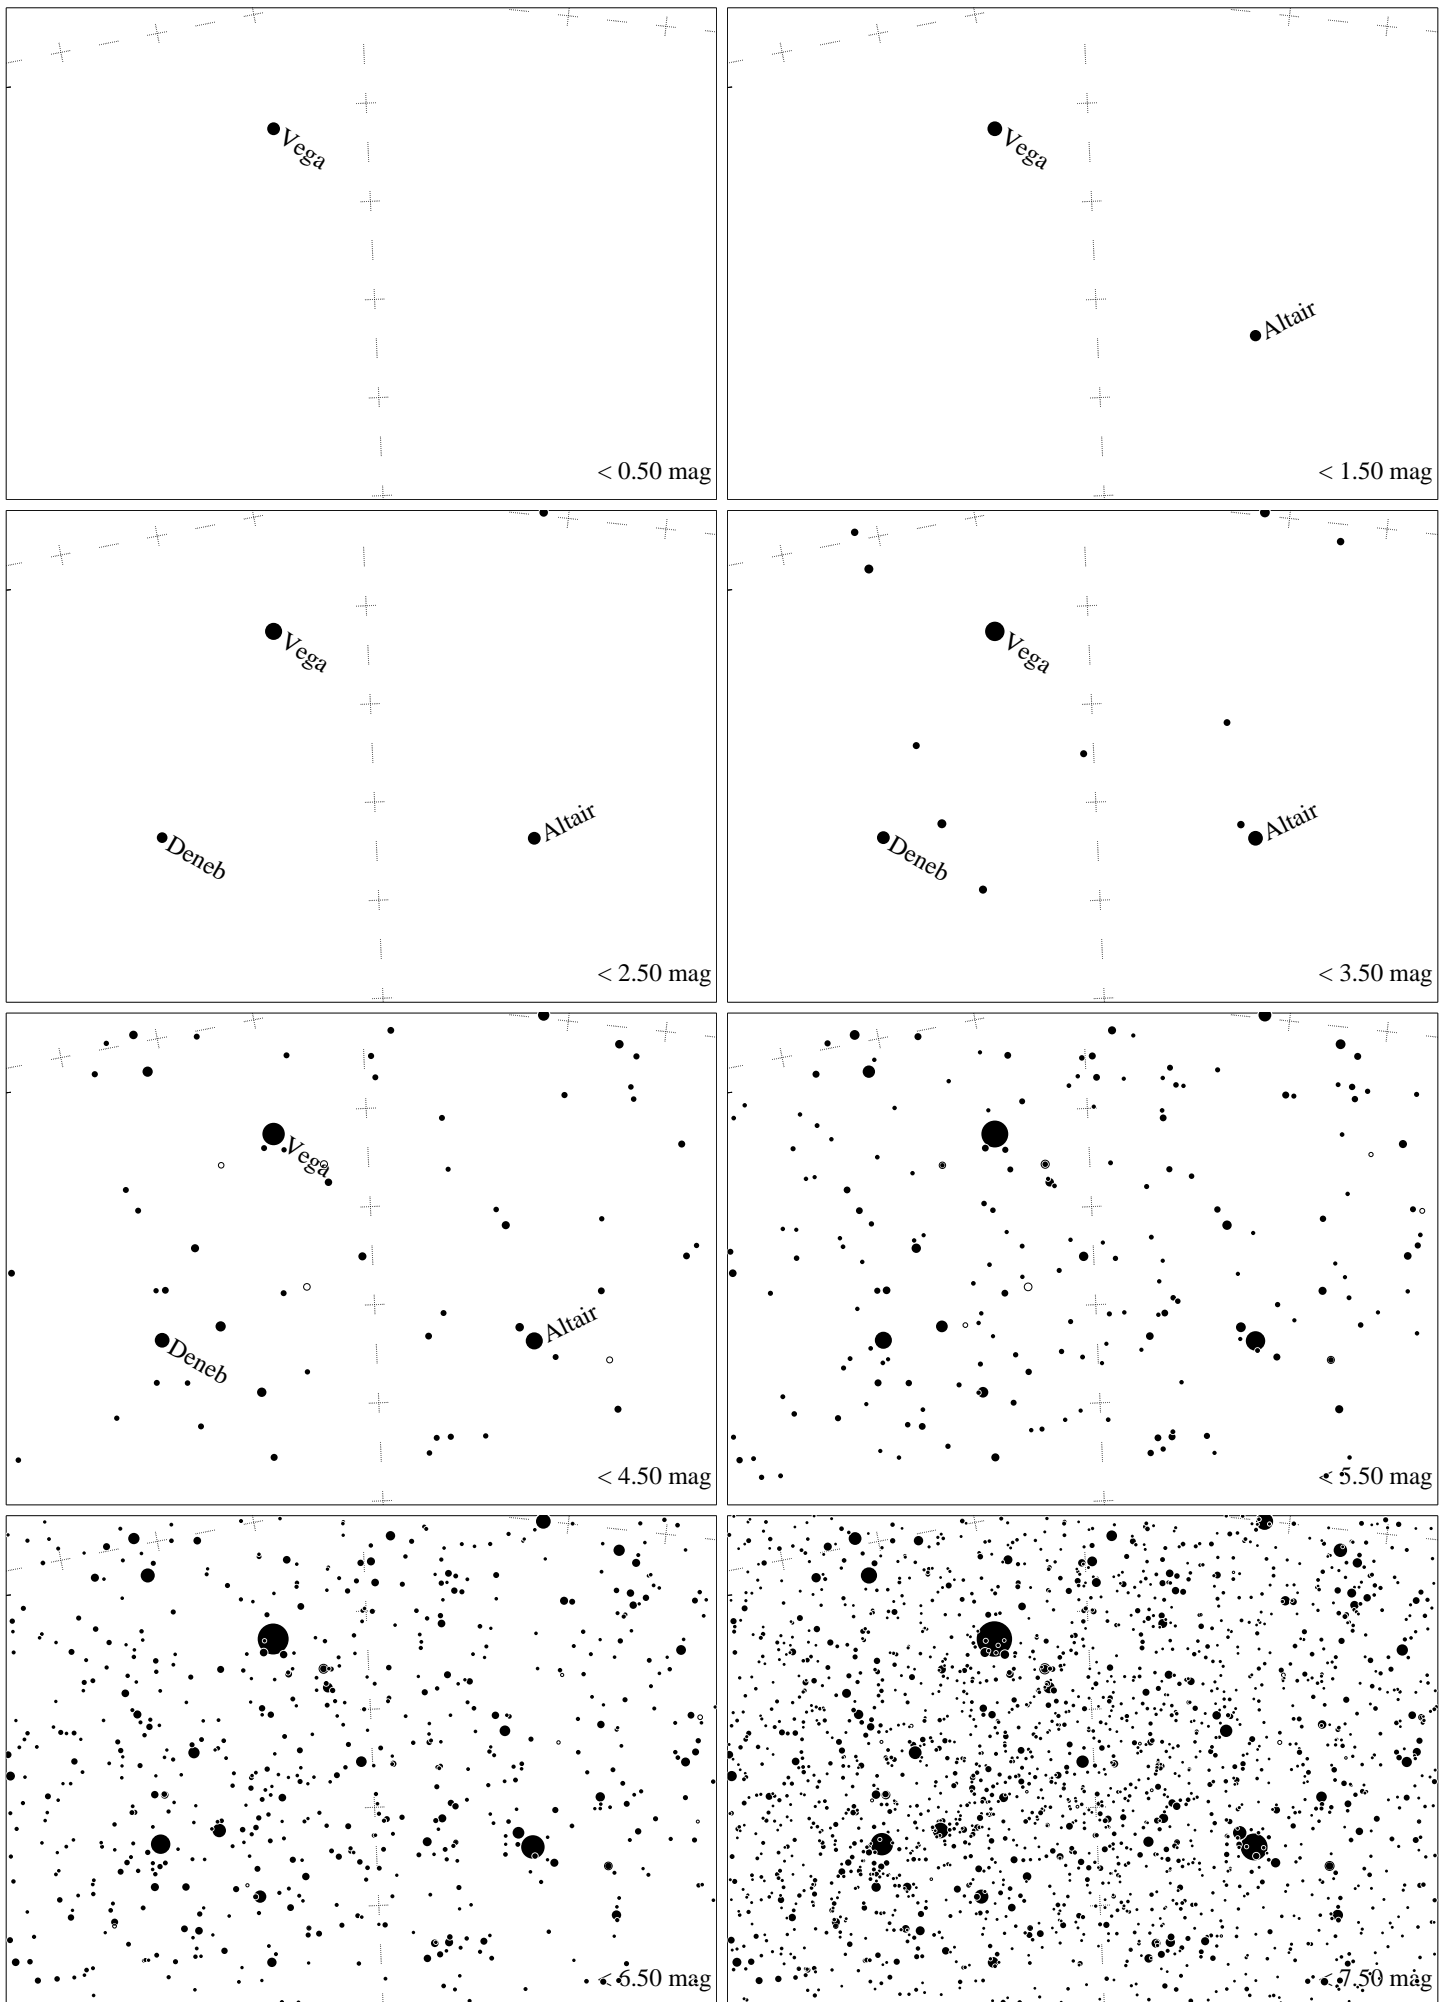 Vega
< 0.50 mag
Vega
Altair
< 1.50 mag
Vega
Deneb
Altair
< 2.50 mag
Vega
Deneb
Altair
< 3.50 mag
Vega
Deneb
Altair
< 4.50 mag
< 5.50 mag
< 6.50 mag
< 7.50 mag